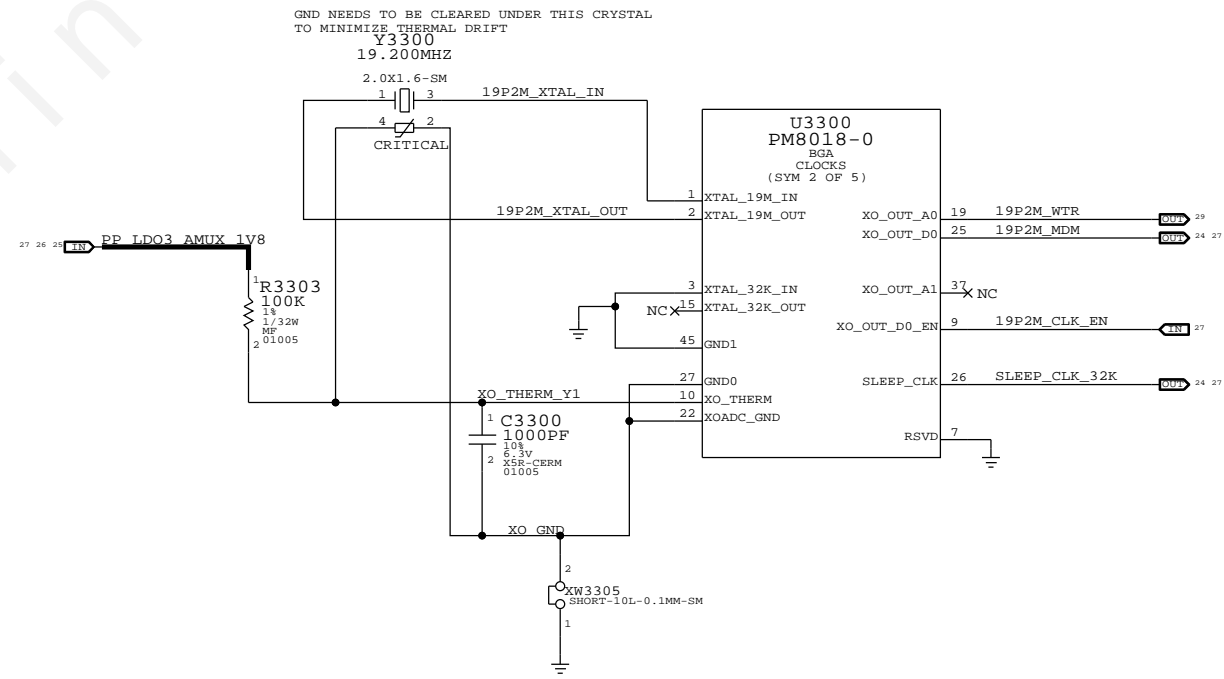 GND NEEDS TO BE CLEARED UNDER THIS CRYSTAL
TO MINIMIZE THERMAL DRIFT
Y3300
19.200MHZ
2.0X1.6-SM
1 3 19P2M_XTAL_IN
4 2
CRITICAL
U3300
PM8018-0
BGA
CLOCKS
(SYM 2 OF 5)
1 XTAL_19M_IN
19P2M_XTAL_OUT 2 XTAL_19M_OUT
XO_OUT_A0 19 19P2M_WTR OUT 29
XO_OUT_D0 25 19P2M_MDM OUT 24 27
27 26 25 IN PP_LDO3_AMUX_1V8
1 R3303
100K
1%
1/32W
MF
2 01005
3 XTAL_32K_IN
NC 15 XTAL_32K_OUT
45 GND1
XO_OUT_A1 37 NC
XO_OUT_D0_EN 9 19P2M_CLK_EN IN 27
27 GND0
SLEEP_CLK 26 SLEEP_CLK_32K OUT 24 27
XO_THERM_Y1 10 XO_THERM
22 XOADC_GND
RSVD 7
1 C3300
1000PF
10%
6.3V
2 X5R-CERM
01005
XO_GND
2
XW3305
SHORT-10L-0.1MM-SM
1
rin